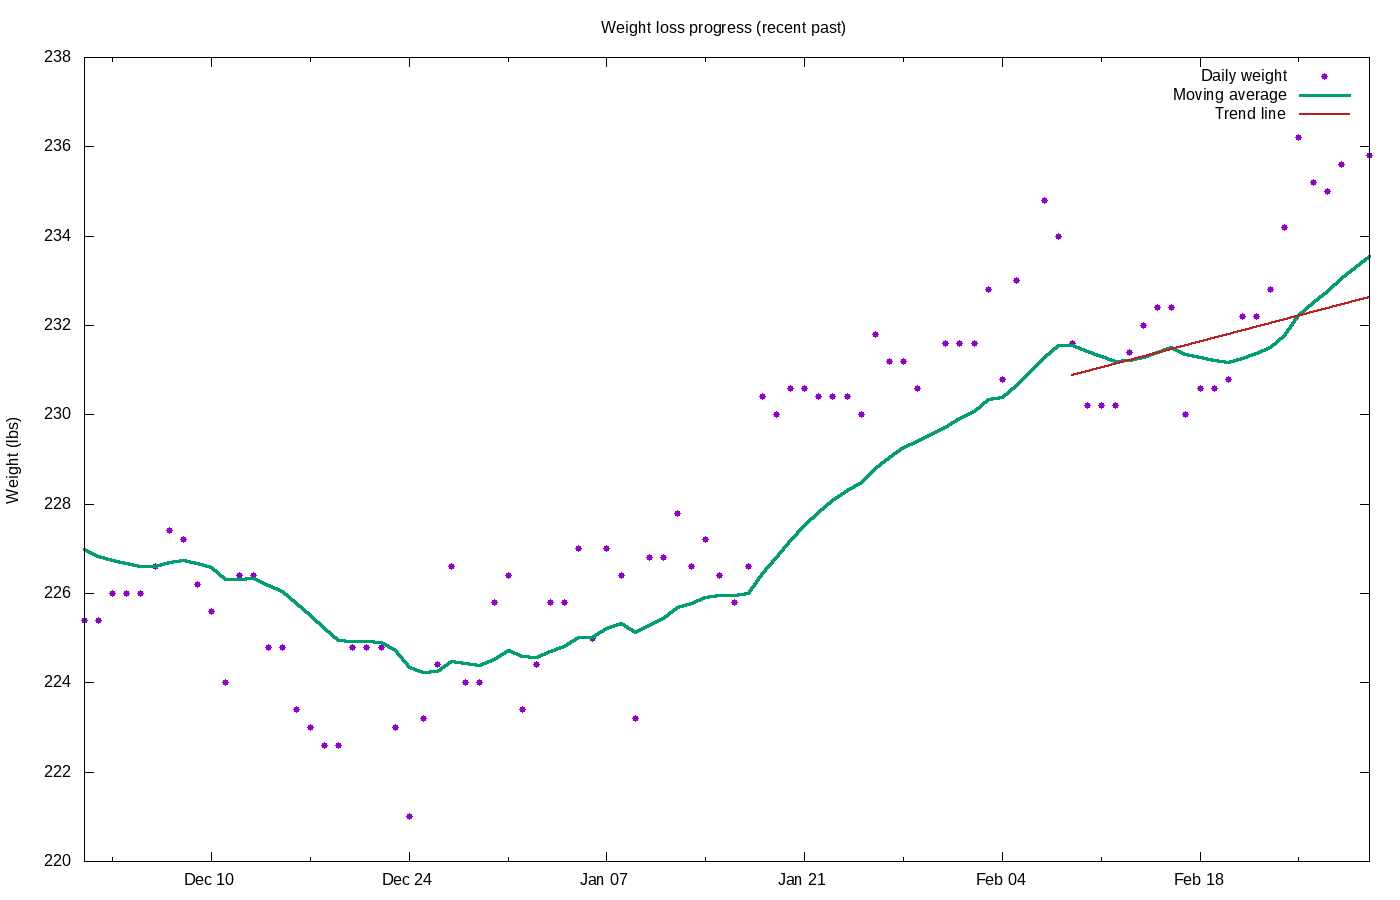 Weight loss progress (recent past)
238
236
234
232
230
228
226
224
222
220
Weight (lbs)
Daily weight
Moving average
Trend line
Dec 10
Dec 24
Jan 07
Jan 21
Feb 04
Feb 18